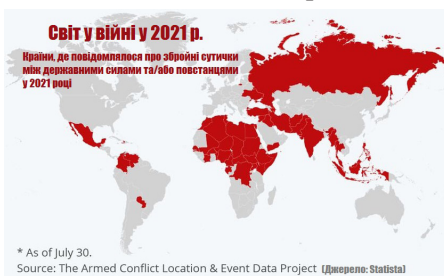 Світ у війні у 2021 р.
Країни, де повідомлялося про збройні сутички
між державними силами та/або повстанцями
у 2021 році
* As of July 30.
Source: The Armed Conflict Location & Event Data Project (Джерело: Statista)